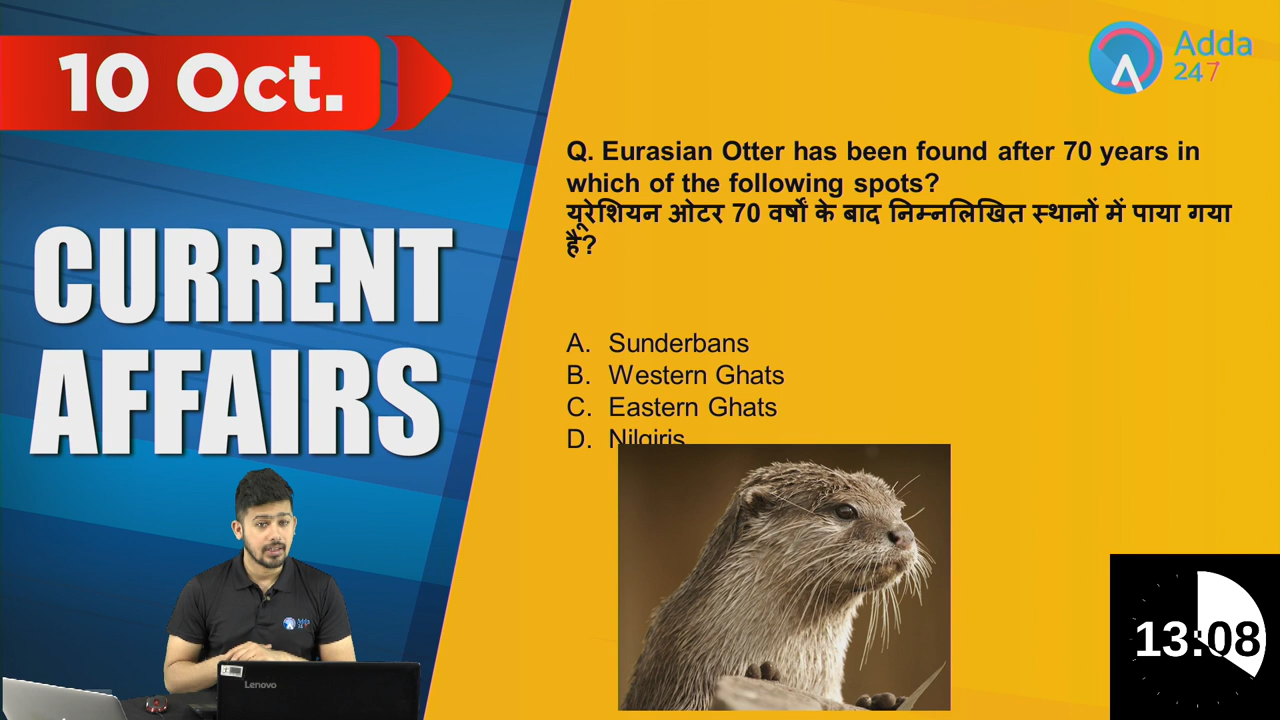 10 Oct.
CURRENT
AFFAIRS
Adda
247
Q. Eurasian Otter has been found after 70 years in
which of the following spots?
यूरेशियन ओटर 70 वर्षों के बाद निम्नलिखित स्थानों में पाया गया
है?
A. Sunderbans
B. Western Ghats
C. Eastern Ghats
D. Nilgiris
Lenovo
13:08